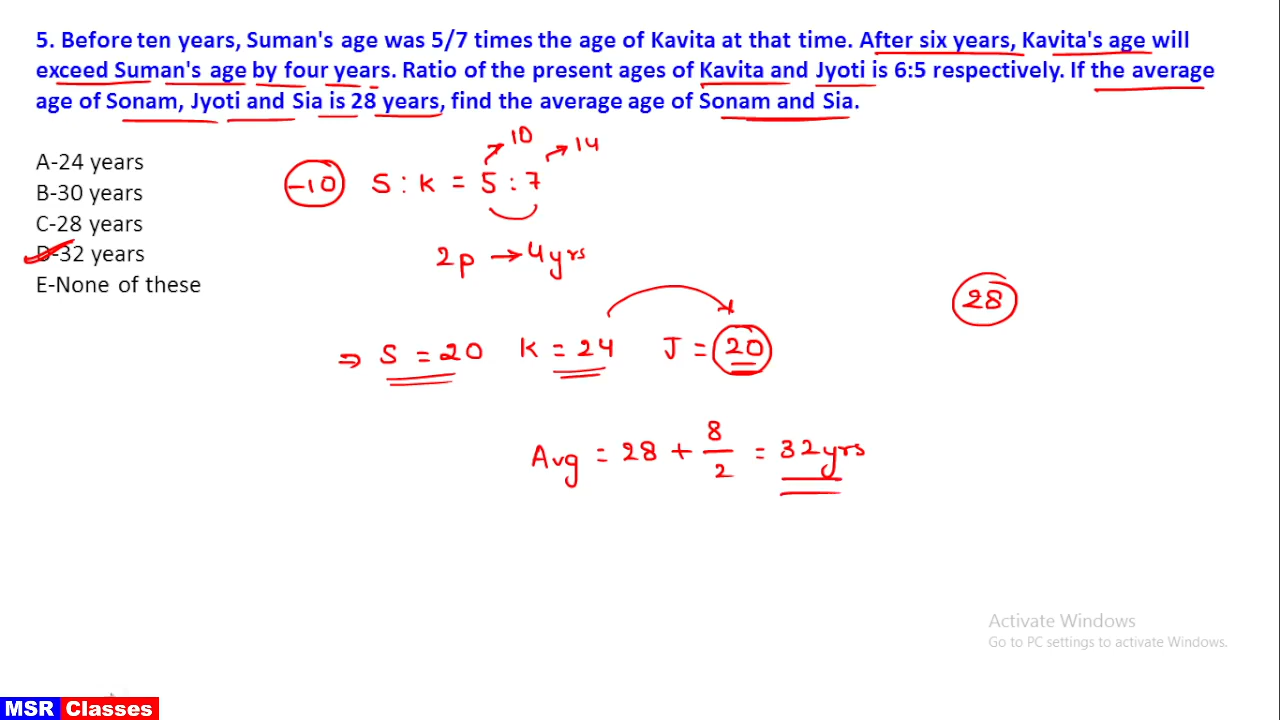 5. Before ten years, Suman's age was 5/7 times the age of Kavita at that time. After six years, Kavita's age will
exceed Suman's age by four years. Ratio of the present ages of Kavita and Jyoti is 6:5 respectively. If the average
age of Sonam, Jyoti and Sia is 28 years, find the average age of Sonam and Sia.
10
14
A-24 years
-10 S : K = 5 : 7
B-30 years
C-28 years
D-32 years
2p → 4yrs
E-None of these
28
⇒ S = 20 K = 24 J = 20
Avg = 28 + 8/2 = 32yrs
Activate Windows
Go to PC settings to activate Windows.
MSR Classes